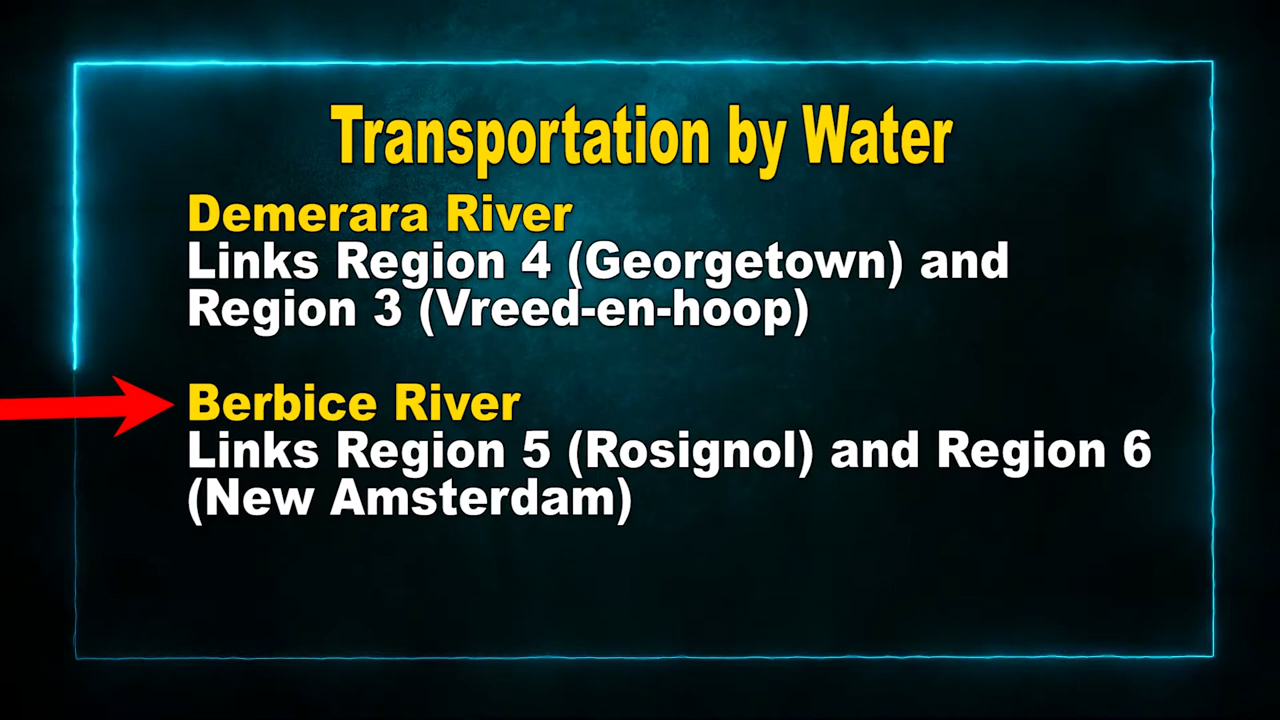 Transportation by Water
Demerara River
Links Region 4 (Georgetown) and
Region 3 (Vreed-en-hoop)
Berbice River
Links Region 5 (Rosignol) and Region 6
(New Amsterdam)